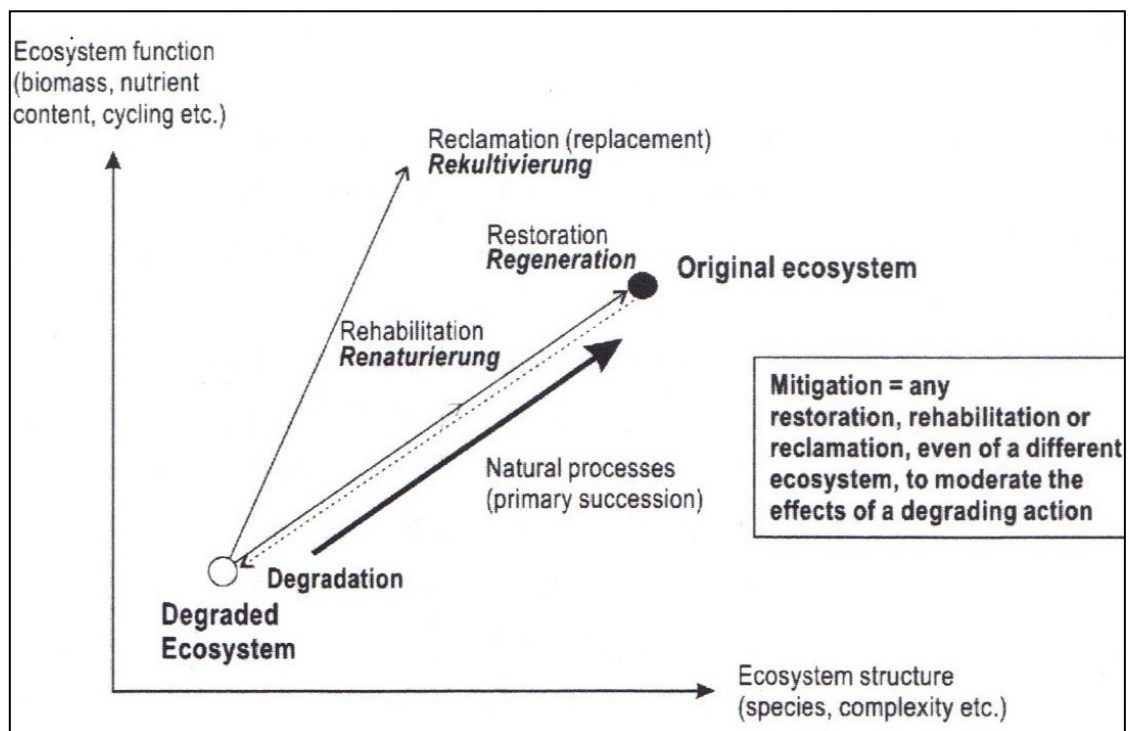 Ecosystem function
(biomass, nutrient
content, cycling etc.)
Reclamation (replacement)
Rekultivierung
Restoration
Regeneration
Original ecosystem
Rehabilitation
Renaturierung
Mitigation = any
restoration, rehabilitation or
reclamation, even of a different
ecosystem, to moderate the
effects of a degrading action
Natural processes
(primary succession)
Degradation
Degraded
Ecosystem
Ecosystem structure
(species, complexity etc.)